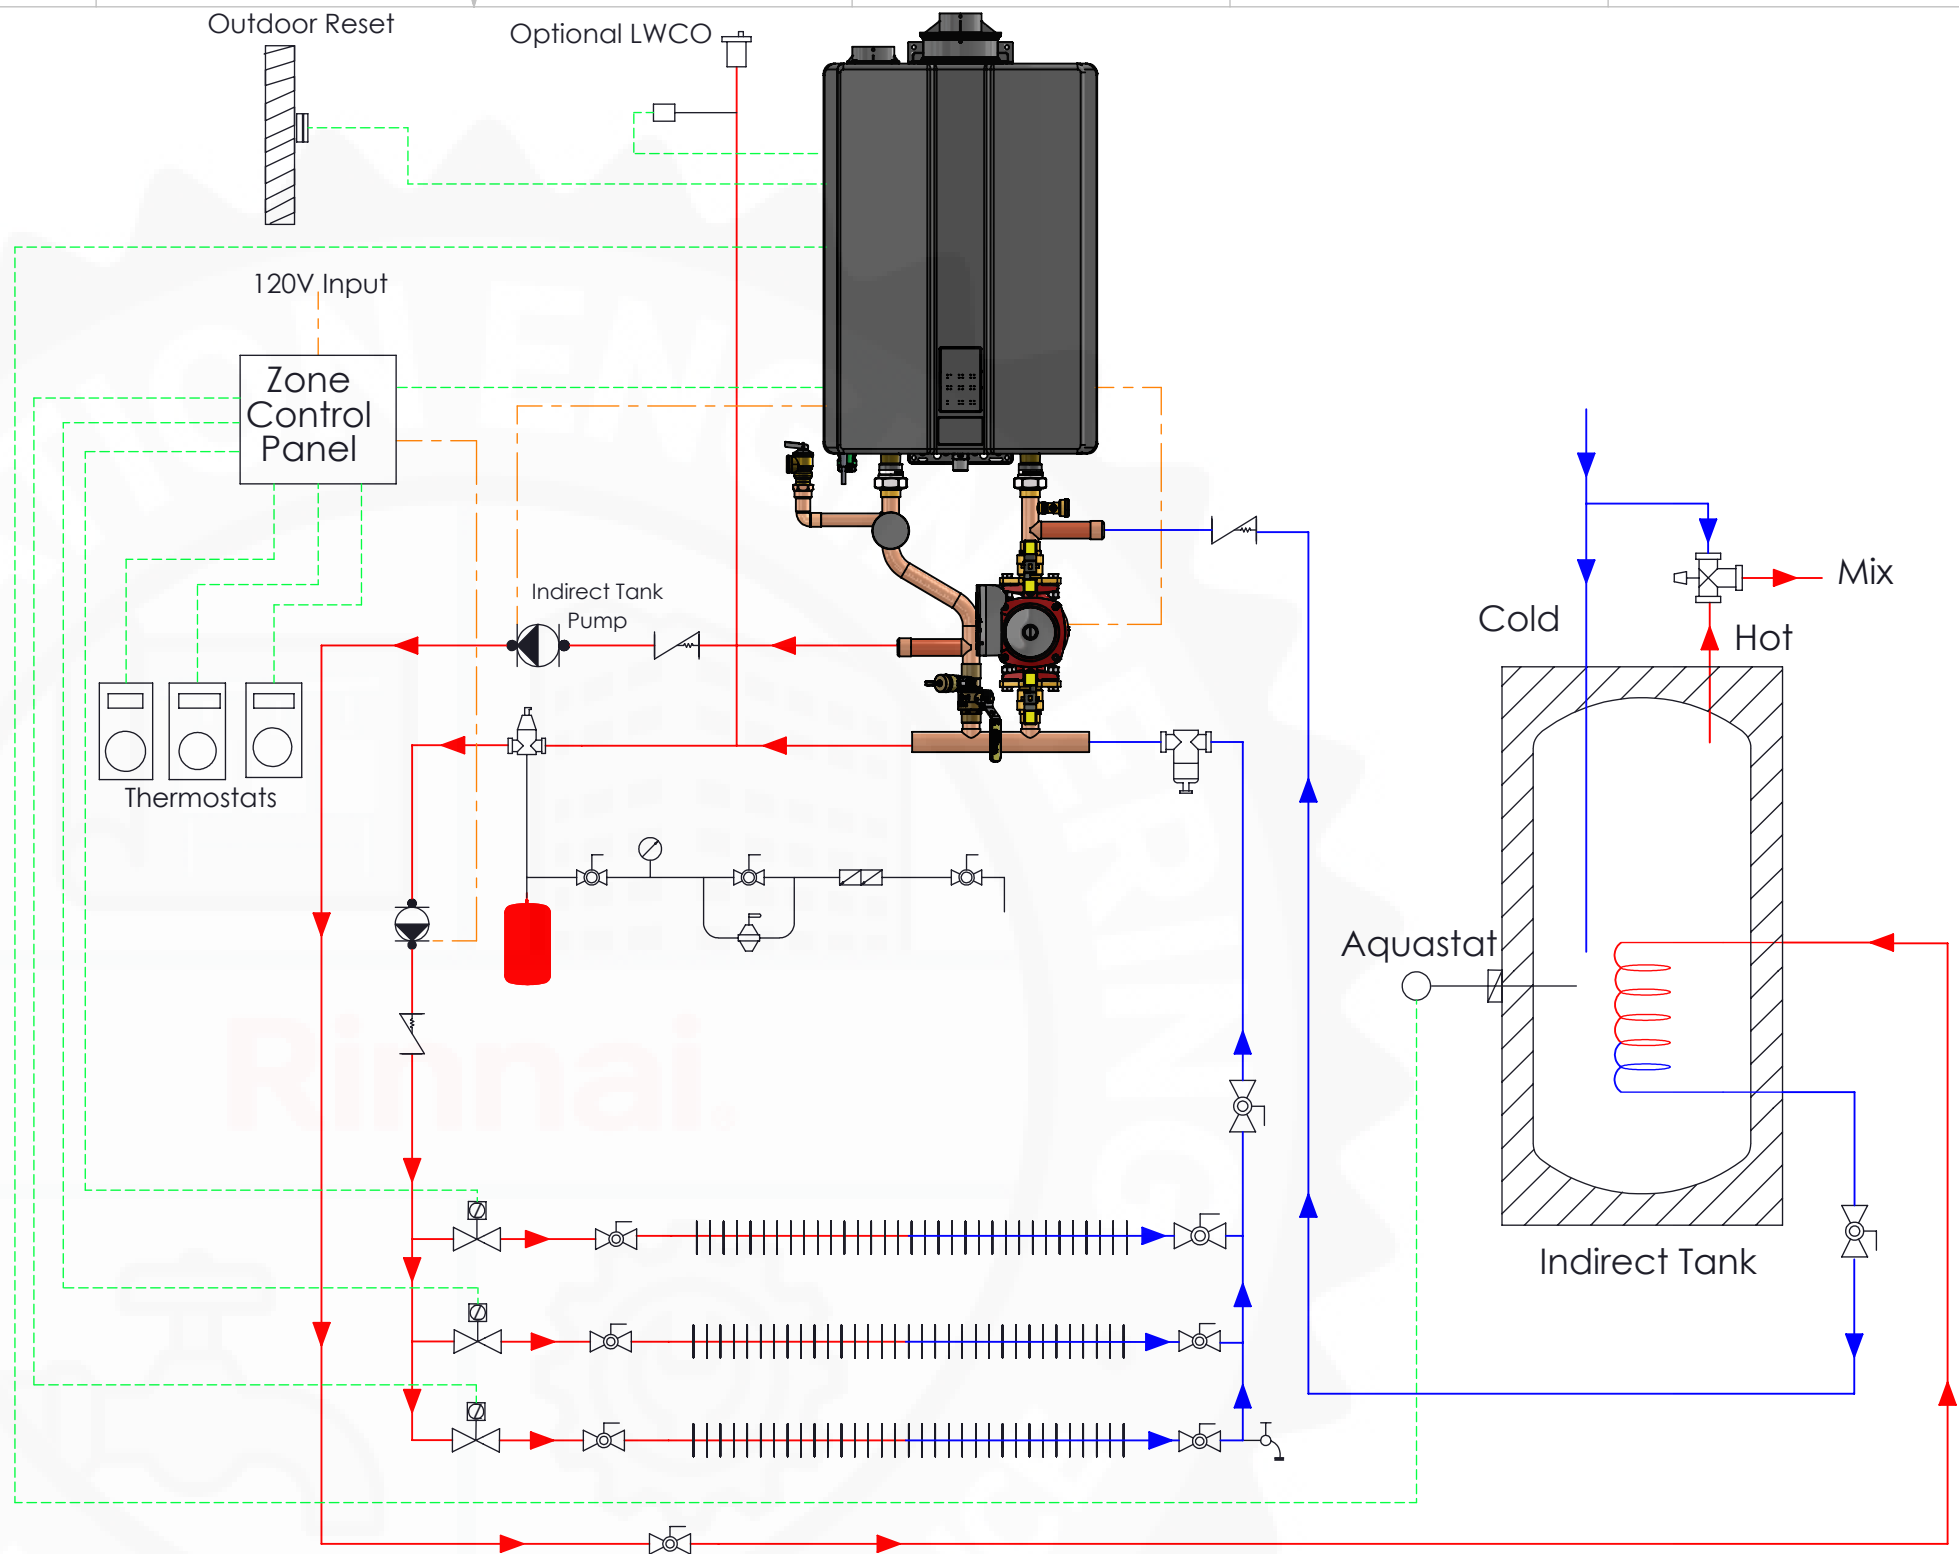 Outdoor Reset
Optional LWCO
120V Input
Zone
Control
Panel
Indirect Tank
Pump
Mix
Cold
Hot
Thermostats
Aquastat
Rinnai
Indirect Tank